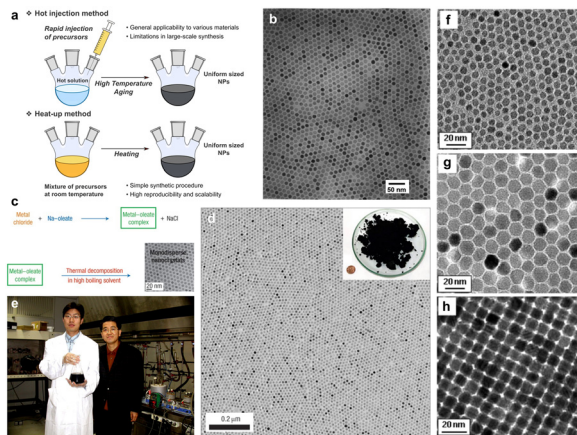 a
❖ Hot injection method
Rapid injection
of precursors
• General applicability to various materials
• Limitations in large-scale synthesis
Hot solution
High Temperature
Aging
Uniform sized
NPs
❖ Heat-up method
Heating
Uniform sized
NPs
Mixture of precursors
at room temperature
• Simple synthetic procedure
• High reproducibility and scalability
b
50 nm
c
Metal
chloride
+
Na-oleate
Metal-oleate
complex
+ NaCl
Metal-oleate
complex
Thermal decomposition
in high boiling solvent
Monodisperse
nanocrystals
20 nm
d
0.2 μm
e
f
20 nm
g
20 nm
h
20 nm